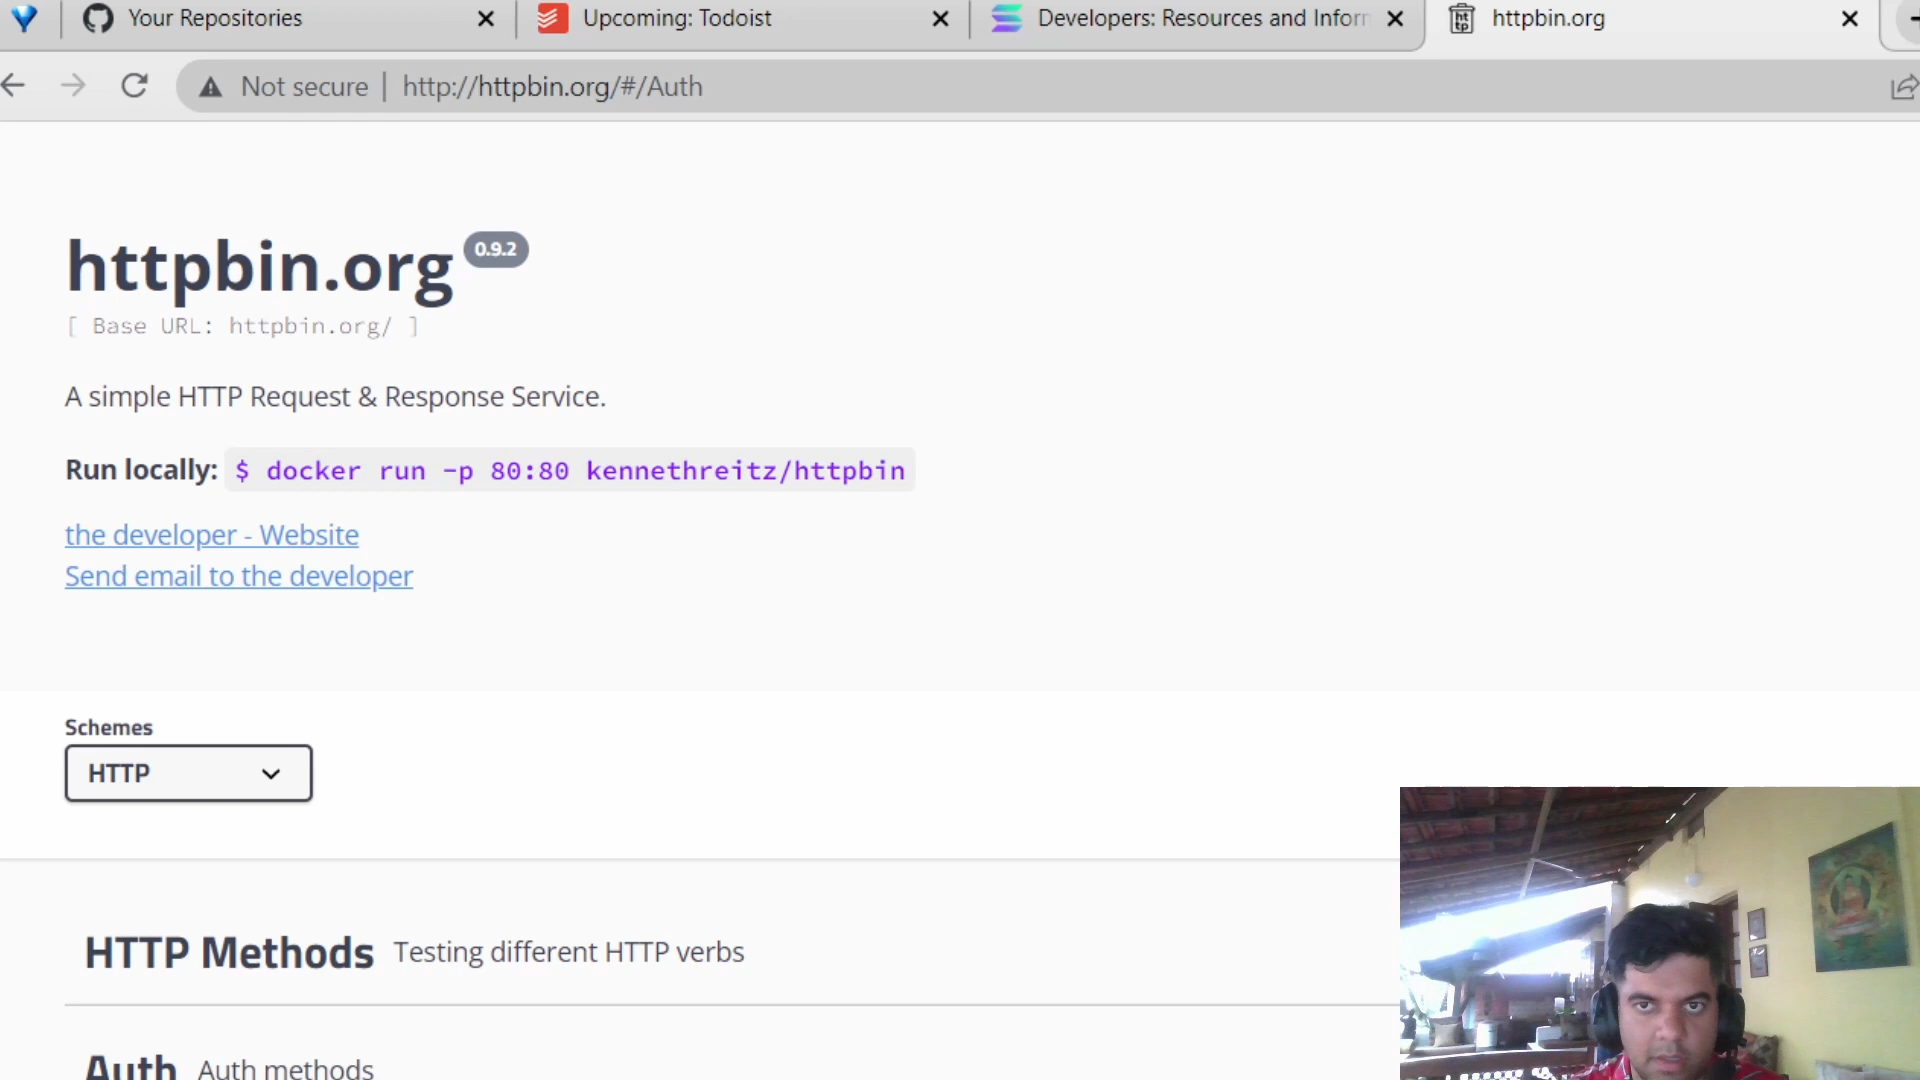 Your Repositories
Upcoming: Todoist
Developers: Resources and Inforn
httpbin.org
Not secure | http://httpbin.org/#/Auth
httpbin.org 0.9.2
[ Base URL: httpbin.org/ ]
A simple HTTP Request & Response Service.
Run locally: $ docker run -p 80:80 kennethreitz/httpbin
the developer - Website
Send email to the developer
Schemes
HTTP
HTTP Methods Testing different HTTP verbs
Auth Auth methods